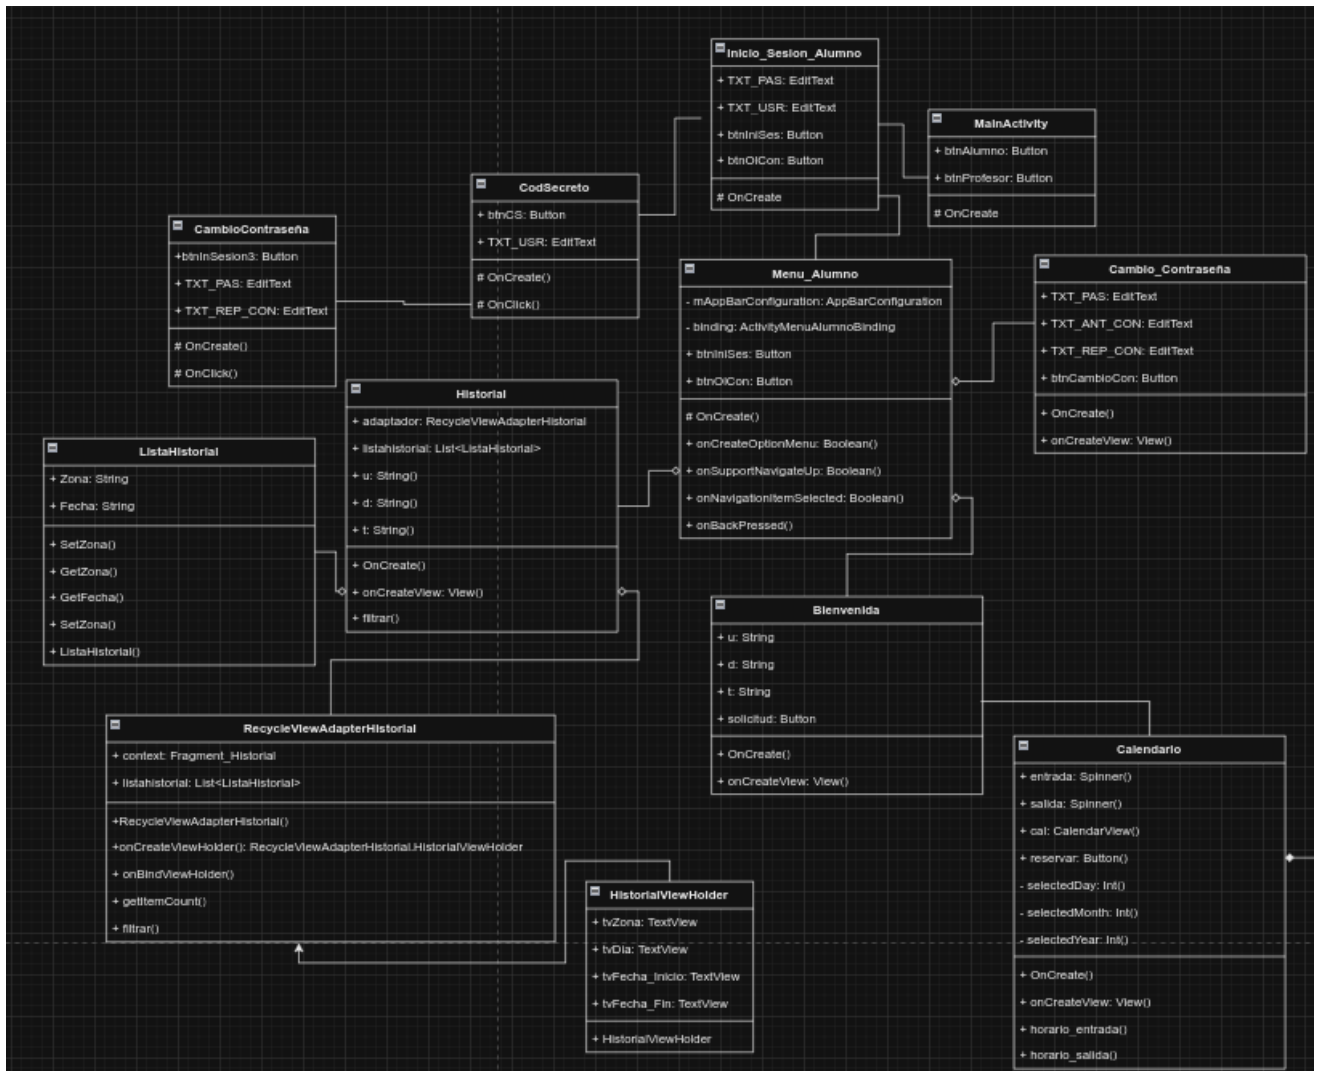 Inicio_Sesion_Alumno
+ TXT_PAS: EditText
+ TXT_USR: EditText
+ btnIniSes: Button
+ btnOlCon: Button
# OnCreate
MainActivity
+ btnAlumno: Button
+ btnProfesor: Button
# OnCreate
CodSecreto
+ btnCS: Button
+ TXT_USR: EditText
# OnCreate()
# OnClick()
CambioContraseña
+btnInSesion3: Button
+ TXT_PAS: EditText
+ TXT_REP_CON: EditText
# OnCreate()
# OnClick()
Menu_Alumno
- mAppBarConfiguration: AppBarConfiguration
- binding: ActivityMenuAlumnoBinding
+ btnIniSes: Button
+ btnOlCon: Button
# OnCreate()
+ onCreateOptionMenu: Boolean()
+ onSupportNavigateUp: Boolean()
+ onNavigationItemSelected: Boolean()
+ onBackPressed()
Cambio_Contraseña
+ TXT_PAS: EditText
+ TXT_ANT_CON: EditText
+ TXT_REP_CON: EditText
+ btnCambioCon: Button
+ OnCreate()
+ onCreateView: View()
Historial
+ adaptador: RecycleViewAdapterHistorial
+ listahistorial: List<ListaHistorial>
+ u: String()
+ d: String()
+ t: String()
+ OnCreate()
+ onCreateView: View()
+ filtrar()
ListaHistorial
+ Zona: String
+ Fecha: String
+ SetZona()
+ GetZona()
+ GetFecha()
+ SetZona()
+ ListaHistorial()
Bienvenida
+ u: String
+ d: String
+ t: String
+ solicitud: Button
+ OnCreate()
+ onCreateView: View()
RecycleViewAdapterHistorial
+ context: Fragment_Historial
+ listahistorial: List<ListaHistorial>
+RecycleViewAdapterHistorial()
+onCreateViewHolder(): RecycleViewAdapterHistorial.HistorialViewHolder
+ onBindViewHolder()
+ getItemCount()
+ filtrar()
Calendario
+ entrada: Spinner()
+ salida: Spinner()
+ cal: CalendarView()
+ reservar: Button()
- selectedDay: Int()
- selectedMonth: Int()
- selectedYear: Int()
+ OnCreate()
+ onCreateView: View()
+ horario_entrada()
+ horario_salida()
HistorialViewHolder
+ tvZona: TextView
+ tvDia: TextView
+ tvFecha_Inicio: TextView
+ tvFecha_Fin: TextView
+ HistorialViewHolder